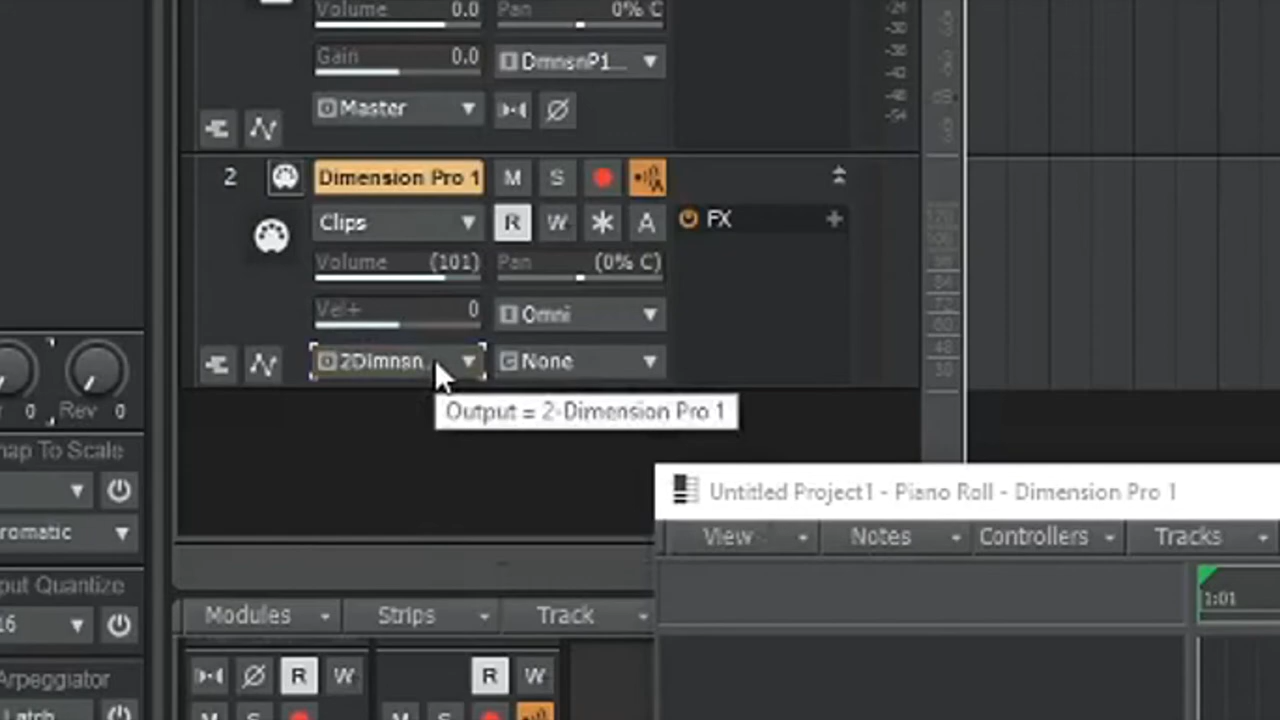 Volume 0.0 Pan 0% C
Gain 0.0 DmnsnP1...
Master
2 Dimension Pro 1 M S
Clips R W * A FX +
Volume (101) Pan (0% C)
Vel+ 0 Omni
2Dimnsn... None
Output = 2-Dimension Pro 1
Rev 0
Snap To Scale
Untitled Project1 - Piano Roll - Dimension Pro 1
View Notes Controllers Tracks
romatic
put Quantize
1:01
16
Modules Strips Track
R W R W
Arpeggiator
M S M S
Latch